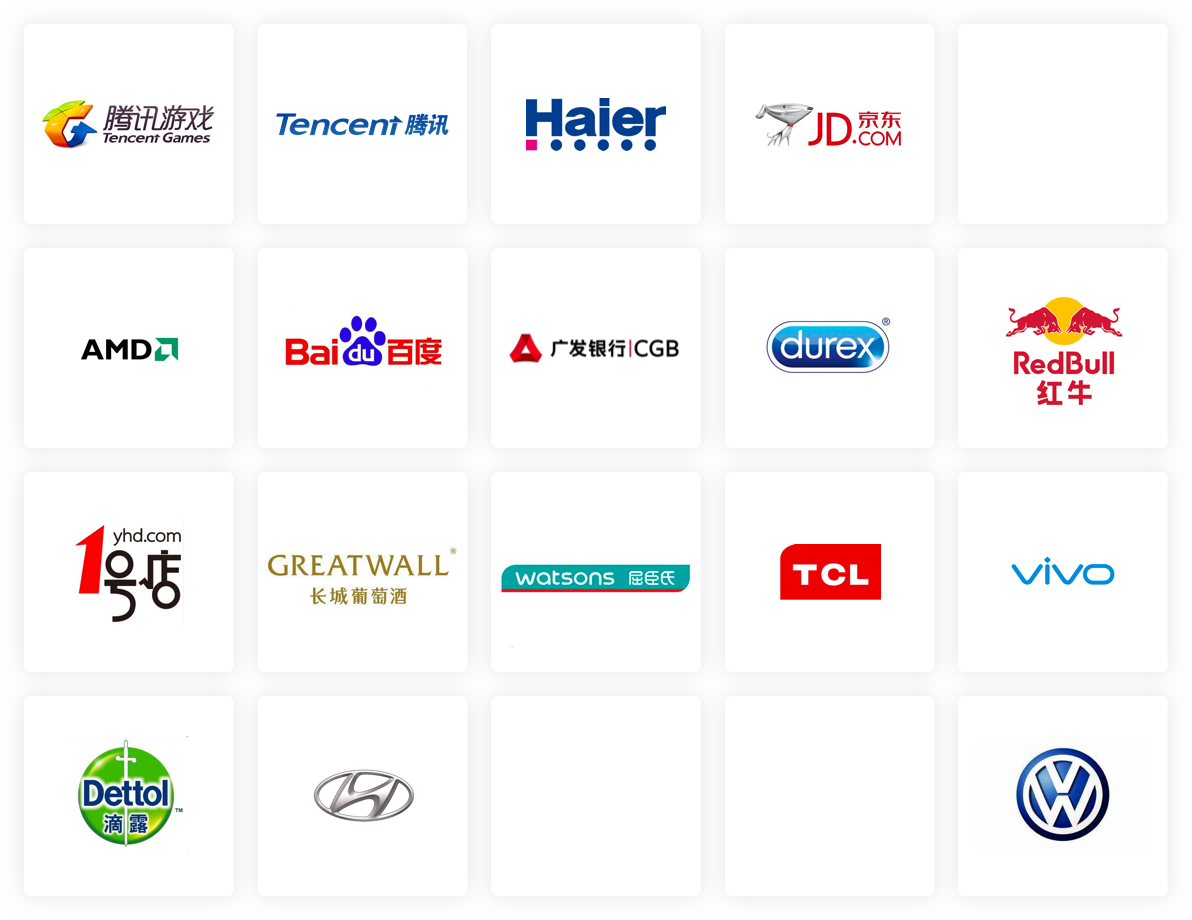 腾讯游戏
Tencent Games
Tencent 腾讯
Haier
JD.COM 京东
AMD
Bai du 百度
广发银行|CGB
durex®
RedBull
红牛
yhd.com
1号店
GREATWALL®
长城葡萄酒
watsons 屈臣氏
TCL
vivo
Dettol™
滴露